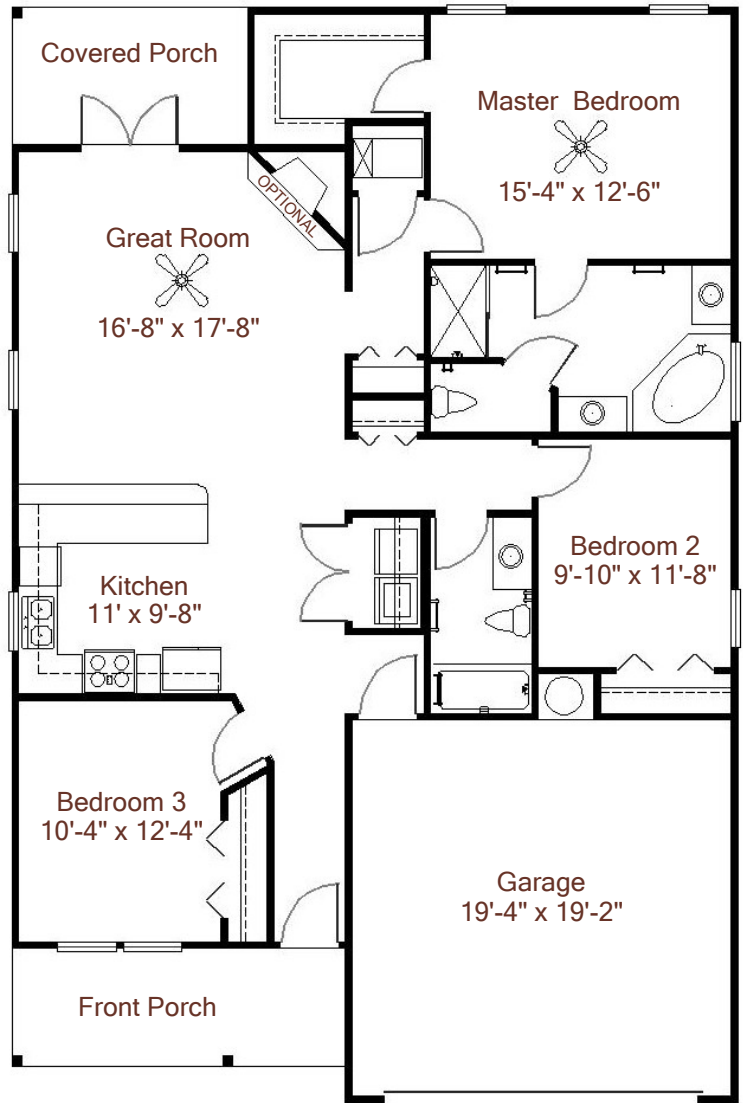 Covered Porch
Master Bedroom
15'-4" x 12'-6"
OPTIONAL
Great Room
16'-8" x 17'-8"
Kitchen
11' x 9'-8"
Bedroom 2
9'-10" x 11'-8"
Bedroom 3
10'-4" x 12'-4"
Garage
19'-4" x 19'-2"
Front Porch